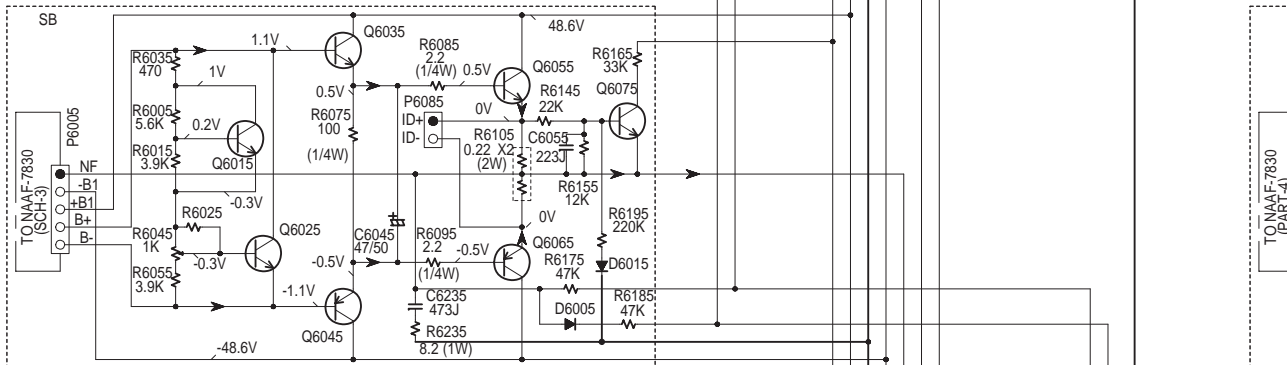 SB
Q6035
48.6V
1.1V
R6035
470
1V
R6085
2.2
(1/4W)
0.5V
Q6055
R6165
33K
Q6075
0.5V
P6085
ID+
ID-
0V
R6145
22K
R6005
5.6K
0.2V
R6075
100
(1/4W)
R6105
0.22 X2
(2W)
C6055
223J
P6005
R6015
3.9K
Q6015
NF
-B1
+B1
B+
B-
TO NAAF-7830
(SCH-3)
-0.3V
R6155
12K
R6025
R6045
1K
-0.3V
Q6025
C6045
47/50
R6095
2.2
(1/4W)
-0.5V
0V
Q6065
R6195
220K
R6055
3.9K
-0.5V
R6175
47K
D6015
-1.1V
C6235
473J
D6005
R6185
47K
Q6045
R6235
8.2 (1W)
-48.6V
TO NAAF-7830
(PART-4)